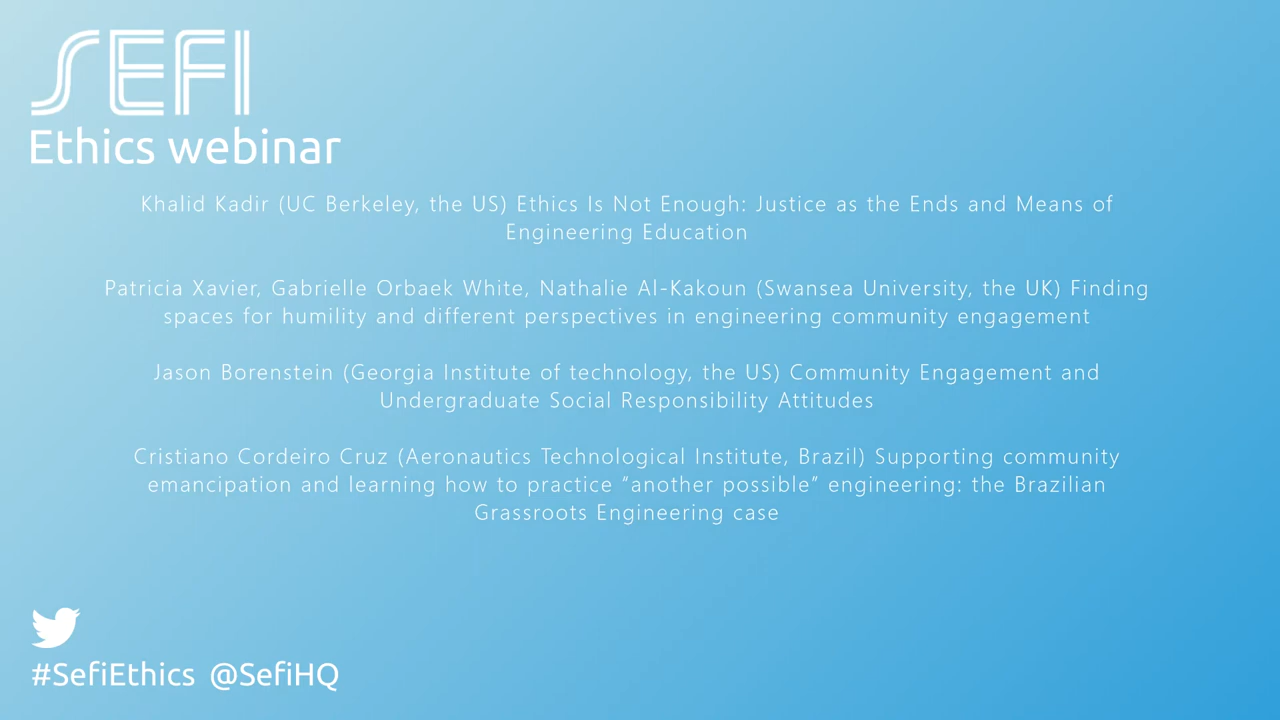 SEFI
Ethics webinar
Khalid Kadir (UC Berkeley, the US) Ethics Is Not Enough: Justice as the Ends and Means of
Engineering Education
Patricia Xavier, Gabrielle Orbaek White, Nathalie Al-Kakoun (Swansea University, the UK) Finding
spaces for humility and different perspectives in engineering community engagement
Jason Borenstein (Georgia Institute of technology, the US) Community Engagement and
Undergraduate Social Responsibility Attitudes
Cristiano Cordeiro Cruz (Aeronautics Technological Institute, Brazil) Supporting community
emancipation and learning how to practice “another possible” engineering: the Brazilian
Grassroots Engineering case
#SefiEthics @SefiHQ